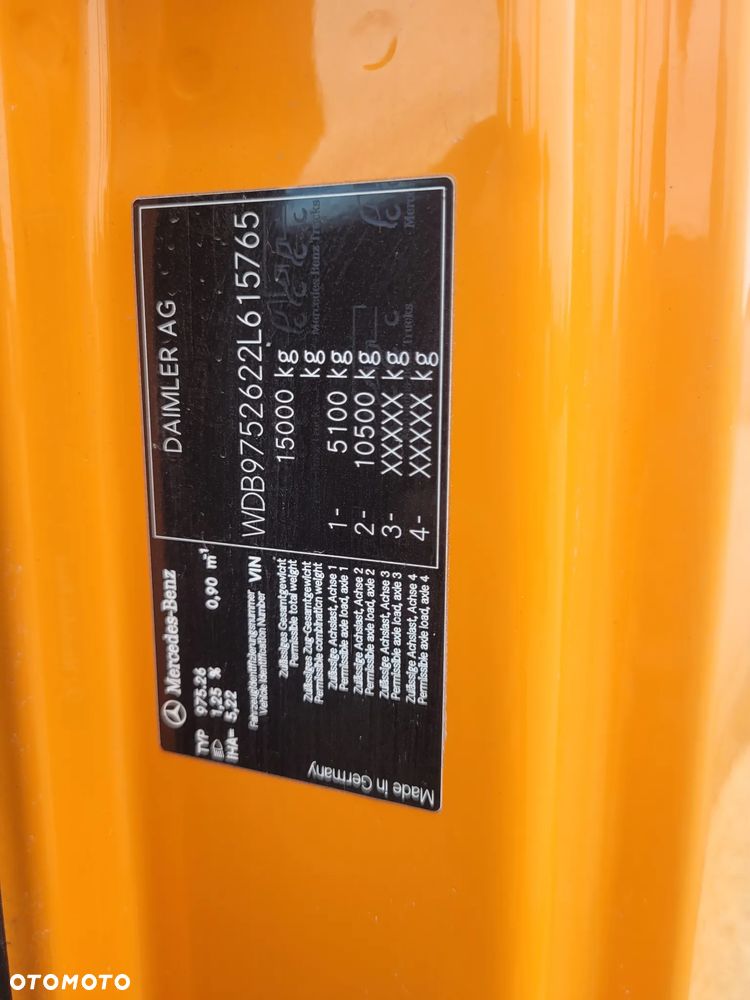 Mercedes-Benz
DAIMLER AG
TYP 975.26
1,25 %
0,90 m⁻¹
IHA= 5,22
Fahrzeugidentifizierungsnummer
Vehicle Identification Number
VIN WDB9752622L615765
Zulässiges Gesamtgewicht
Permissible total weight
15000 kg
Zulässiges Zug-Gesamtgewicht
Permissible combination weight
kg
Zulässige Achslast, Achse 1
Permissible axle load, axle 1
1- 5100 kg
Zulässige Achslast, Achse 2
Permissible axle load, axle 2
2- 10500 kg
Zulässige Achslast, Achse 3
Permissible axle load, axle 3
3- XXXXX kg
Zulässige Achslast, Achse 4
Permissible axle load, axle 4
4- XXXXX kg
Made in Germany
Mercedes-Benz Trucks
Trucks
OTOMOTO